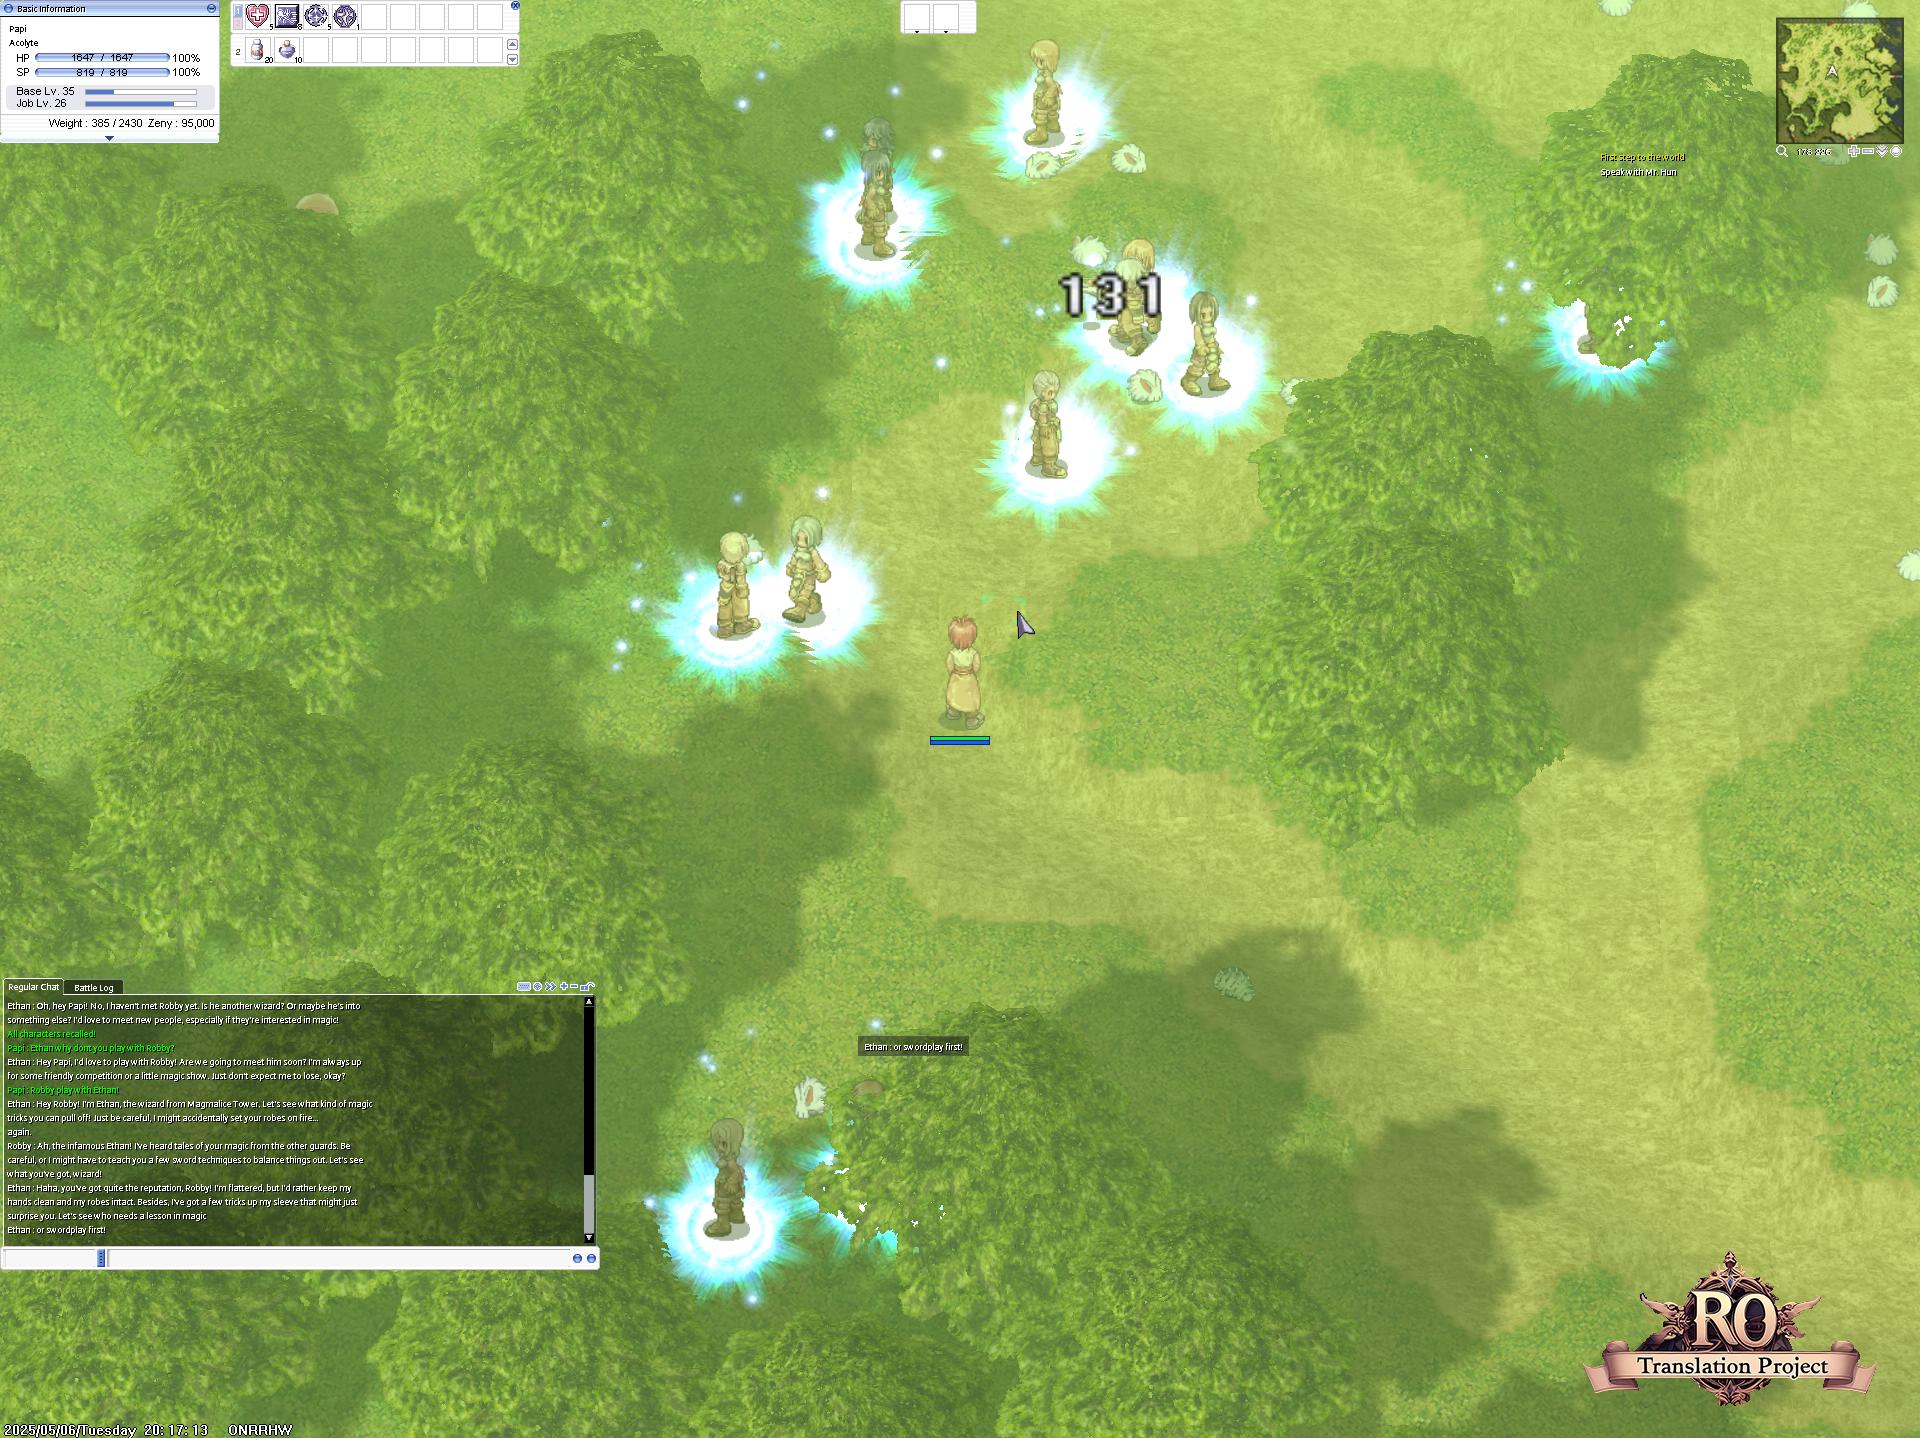 Basic Information
Papi
Acolyte
HP 1647 / 1647 100%
SP 819 / 819 100%
Base Lv. 35
Job Lv. 26
Weight : 385 / 2430 Zeny : 95,000
5 8 5 1
2 20 10
First step to the world
Speak with Mr. Hun
131
Regular Chat Battle Log
Ethan : Oh, hey Papi! No, I haven't met Robby yet. Is he another wizard? Or maybe he's into
something else? I'd love to meet new people, especially if they're interested in magic!
All characters recalled!
Papi : Ethan why dont you play with Robby?
Ethan : Hey Papi, I'd love to play with Robby! Are we going to meet him soon? I'm always up
for some friendly competition or a little magic show. Just don't expect me to lose, okay?
Papi : Robby play with Ethan!
Ethan : Hey Robby! I'm Ethan, the wizard from Magmalice Tower. Let's see what kind of magic
tricks you can pull off! Just be careful, I might accidentally set your robes on fire...
again.
Robby : Ah, the infamous Ethan! I've heard tales of your magic from the other guards. Be
careful, or I might have to teach you a few sword techniques to balance things out. Let's see
what you've got, wizard!
Ethan : Haha, you've got quite the reputation, Robby! I'm flattered, but I'd rather keep my
hands clean and my robes intact. Besides, I've got a few tricks up my sleeve that might just
surprise you. Let's see who needs a lesson in magic
Ethan : or swordplay first!
Ethan : or swordplay first!
RO
Translation Project
2025/05/06/Tuesday 20:17:13 ONRRHW